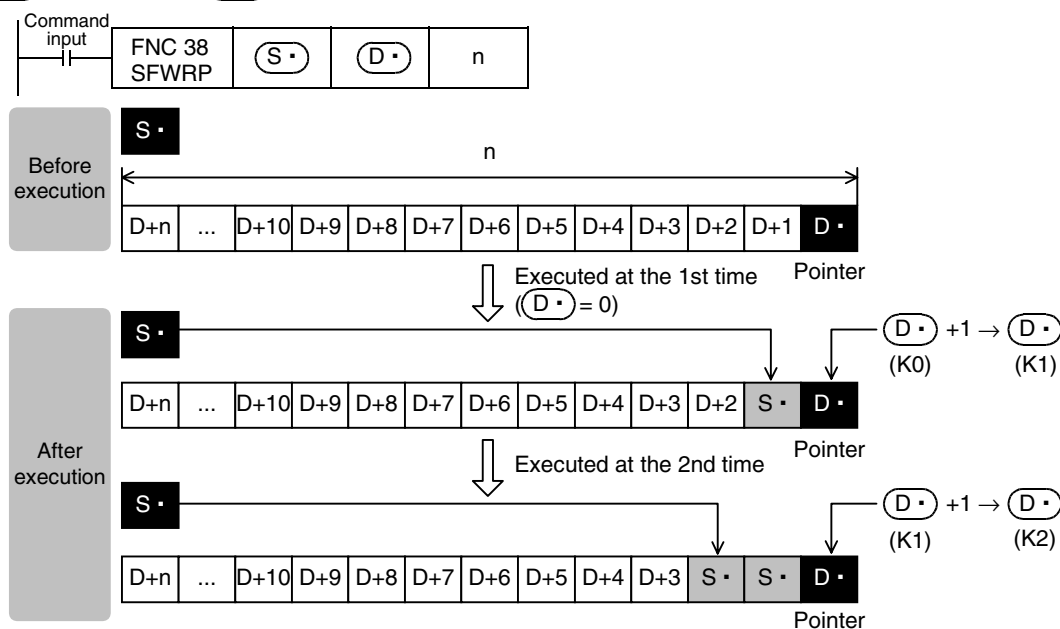 Command
input
FNC 38
SFWRP
S・
D・
n
Before
execution
S・
n
D+n ... D+10 D+9 D+8 D+7 D+6 D+5 D+4 D+3 D+2 D+1 D・
Pointer
Executed at the 1st time
(D・= 0)
After
execution
S・
D・ +1 → D・
(K0) (K1)
D+n ... D+10 D+9 D+8 D+7 D+6 D+5 D+4 D+3 D+2 S・ D・
Pointer
Executed at the 2nd time
S・
D・ +1 → D・
(K1) (K2)
D+n ... D+10 D+9 D+8 D+7 D+6 D+5 D+4 D+3 S・ S・ D・
Pointer